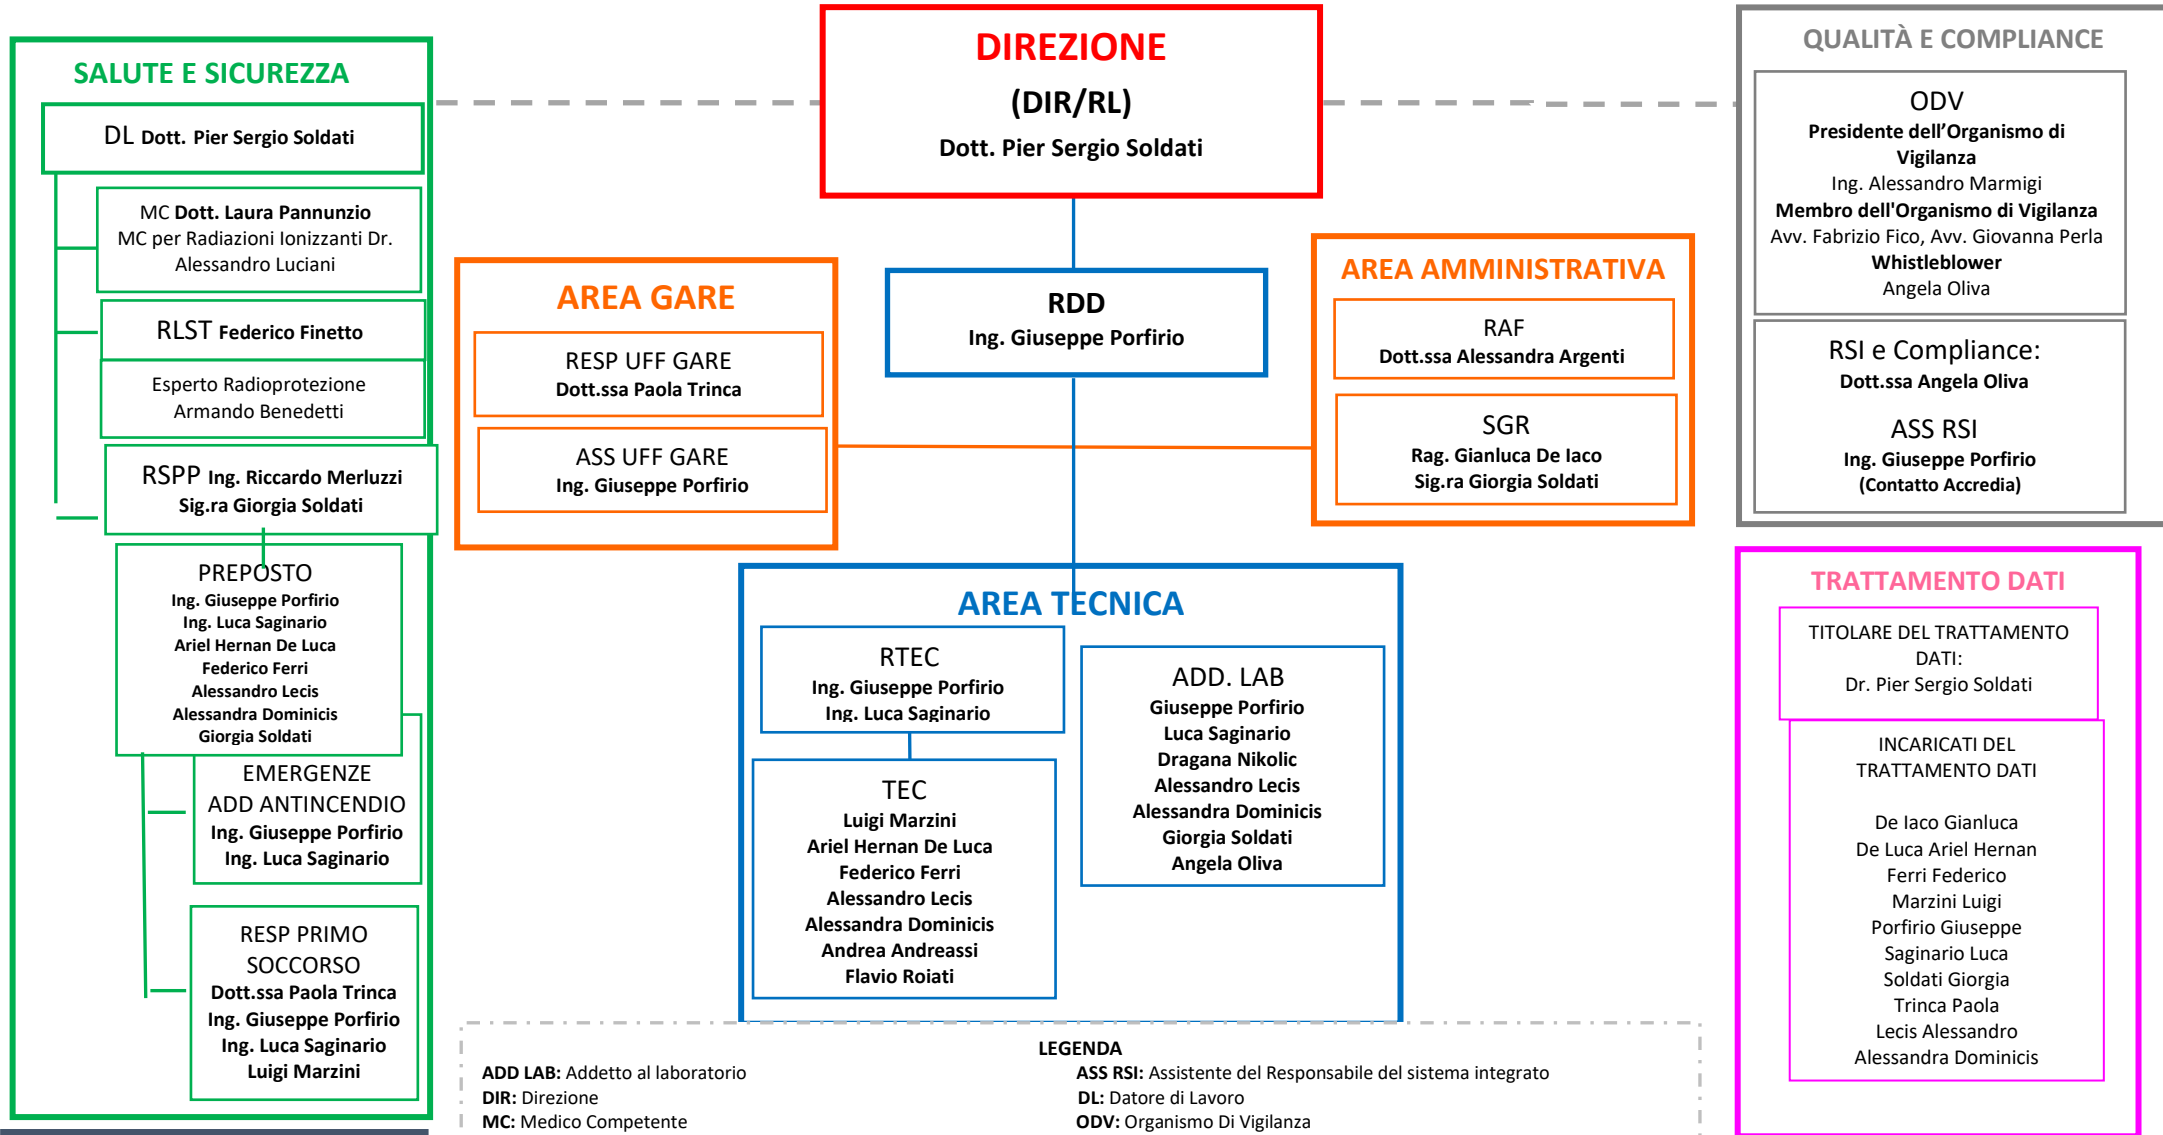 SALUTE E SICUREZZA
DL Dott. Pier Sergio Soldati
MC Dott. Laura Pannunzio
MC per Radiazioni Ionizzanti Dr.
Alessandro Luciani
RLST Federico Finetto
Esperto Radioprotezione
Armando Benedetti
RSPP Ing. Riccardo Merluzzi
Sig.ra Giorgia Soldati
PREPOSTO
Ing. Giuseppe Porfirio
Ing. Luca Saginario
Ariel Hernan De Luca
Federico Ferri
Alessandro Lecis
Alessandra Dominicis
Giorgia Soldati
EMERGENZE
ADD ANTINCENDIO
Ing. Giuseppe Porfirio
Ing. Luca Saginario
RESP PRIMO
SOCCORSO
Dott.ssa Paola Trinca
Ing. Giuseppe Porfirio
Ing. Luca Saginario
Luigi Marzini
DIREZIONE
(DIR/RL)
Dott. Pier Sergio Soldati
RDD
Ing. Giuseppe Porfirio
AREA GARE
RESP UFF GARE
Dott.ssa Paola Trinca
ASS UFF GARE
Ing. Giuseppe Porfirio
AREA AMMINISTRATIVA
RAF
Dott.ssa Alessandra Argenti
SGR
Rag. Gianluca De Iaco
Sig.ra Giorgia Soldati
AREA TECNICA
RTEC
Ing. Giuseppe Porfirio
Ing. Luca Saginario
TEC
Luigi Marzini
Ariel Hernan De Luca
Federico Ferri
Alessandro Lecis
Alessandra Dominicis
Andrea Andreassi
Flavio Roiati
ADD. LAB
Giuseppe Porfirio
Luca Saginario
Dragana Nikolic
Alessandro Lecis
Alessandra Dominicis
Giorgia Soldati
Angela Oliva
QUALITÀ E COMPLIANCE
ODV
Presidente dell’Organismo di
Vigilanza
Ing. Alessandro Marmigi
Membro dell'Organismo di Vigilanza
Avv. Fabrizio Fico, Avv. Giovanna Perla
Whistleblower
Angela Oliva
RSI e Compliance:
Dott.ssa Angela Oliva
ASS RSI
Ing. Giuseppe Porfirio
(Contatto Accredia)
TRATTAMENTO DATI
TITOLARE DEL TRATTAMENTO
DATI:
Dr. Pier Sergio Soldati
INCARICATI DEL
TRATTAMENTO DATI
De Iaco Gianluca
De Luca Ariel Hernan
Ferri Federico
Marzini Luigi
Porfirio Giuseppe
Saginario Luca
Soldati Giorgia
Trinca Paola
Lecis Alessandro
Alessandra Dominicis
LEGENDA
ADD LAB: Addetto al laboratorio
DIR: Direzione
MC: Medico Competente
ASS RSI: Assistente del Responsabile del sistema integrato
DL: Datore di Lavoro
ODV: Organismo Di Vigilanza